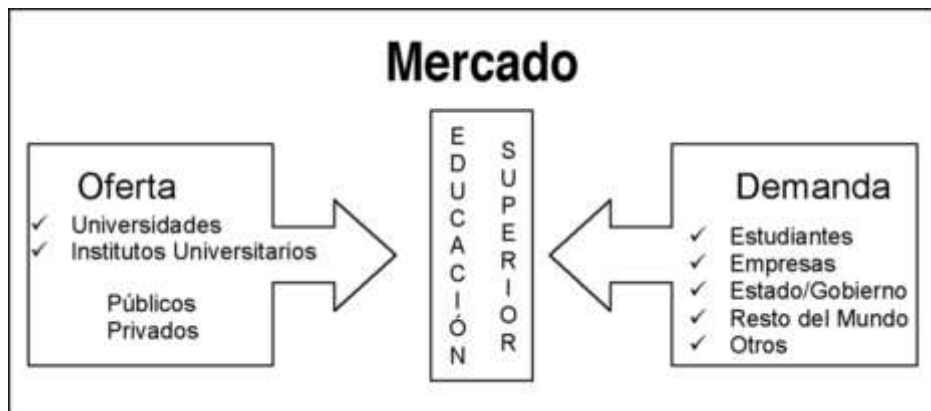 Mercado
Oferta
✓ Universidades
✓ Institutos Universitarios
Públicos
Privados
EDUCACIÓN
SUPERIOR
Demanda
✓ Estudiantes
✓ Empresas
✓ Estado/Gobierno
✓ Resto del Mundo
✓ Otros